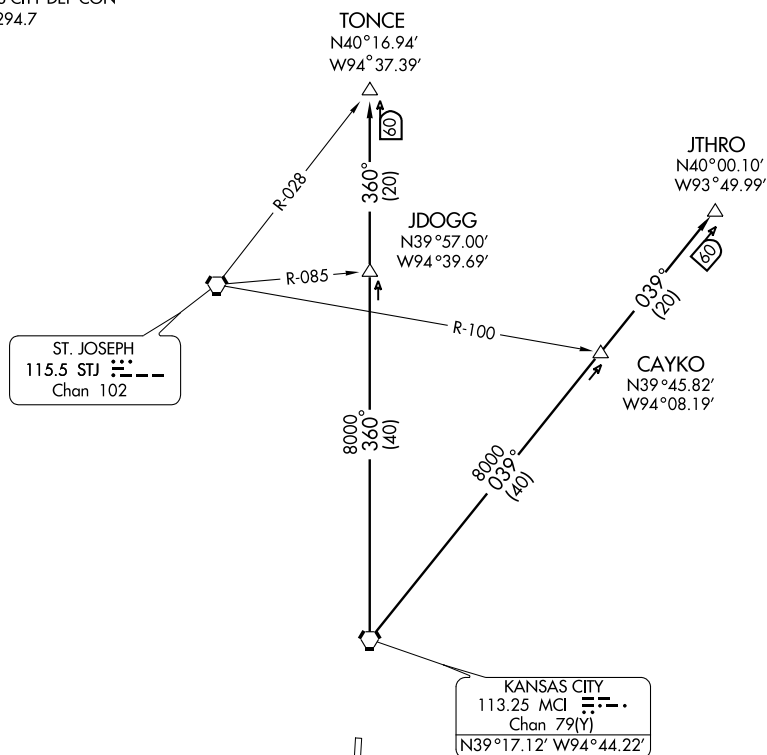 294.7
TONCE
N40°16.94'
W94°37.39'
60
JTHRO
N40°00.10'
W93°49.99'
60
R-028
360°
(20)
JDOGG
N39°57.00'
W94°39.69'
R-085
039°
(20)
R-100
ST. JOSEPH
115.5 STJ
Chan 102
CAYKO
N39°45.82'
W94°08.19'
8000
360°
(40)
8000
039°
(40)
KANSAS CITY
113.25 MCI
Chan 79(Y)
N39°17.12' W94°44.22'